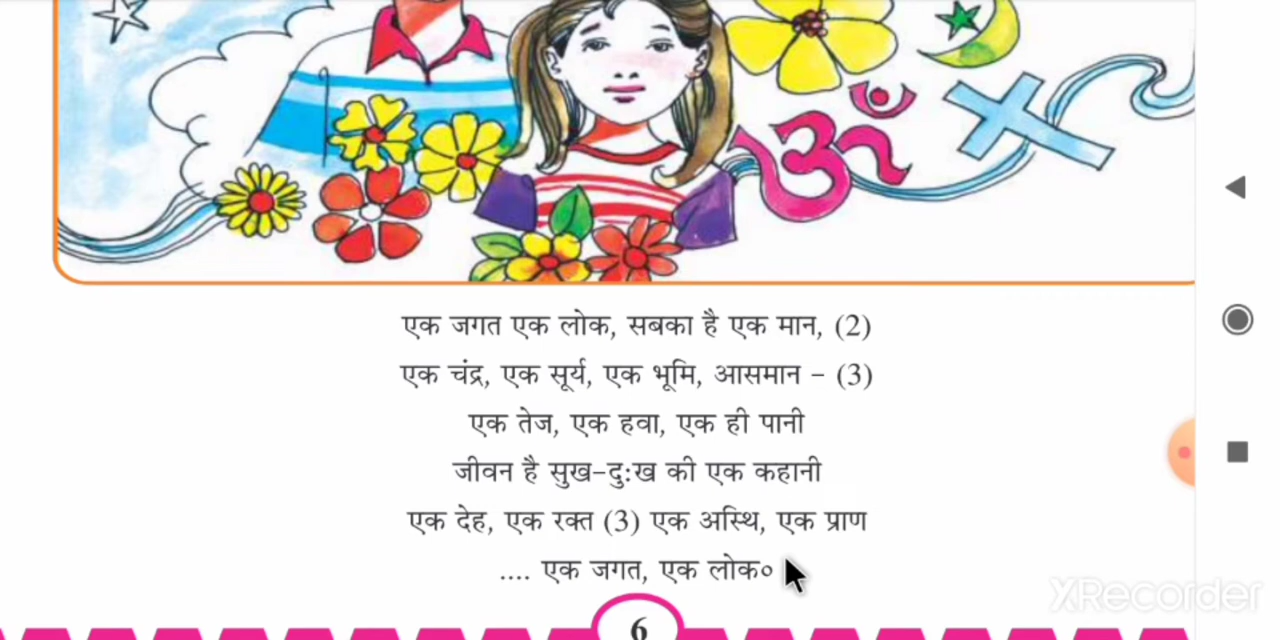 ॐ
एक जगत एक लोक, सबका है एक मान, (2)
एक चंद्र, एक सूर्य, एक भूमि, आसमान – (3)
एक तेज, एक हवा, एक ही पानी
जीवन है सुख-दुःख की एक कहानी
एक देह, एक रक्त (3) एक अस्थि, एक प्राण
.... एक जगत, एक लोक०
6
XRecorder